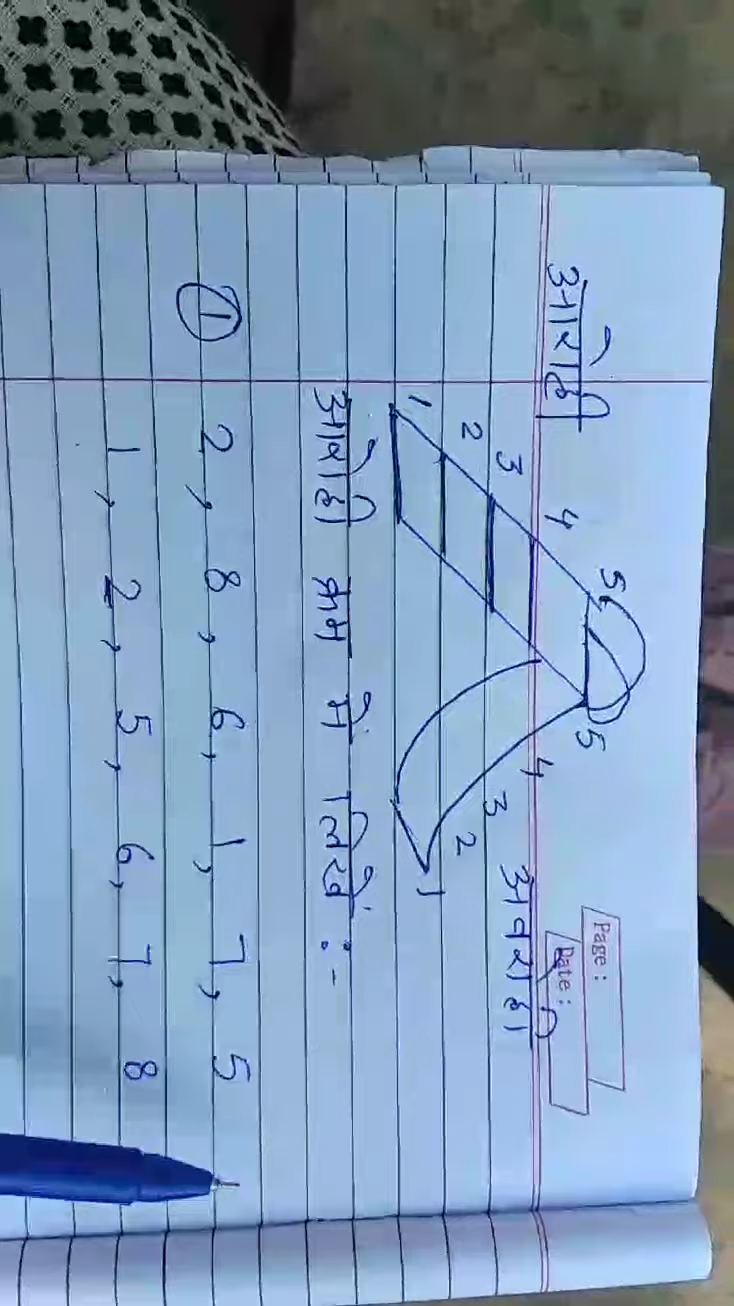 Page :
Date :
आरोही
अवरोही
1 2 3 4 5
5 4 3 2 1
आरोही क्रम में लिखें :-
① 2, 8, 6, 1, 7, 5
1, 2, 5, 6, 7, 8